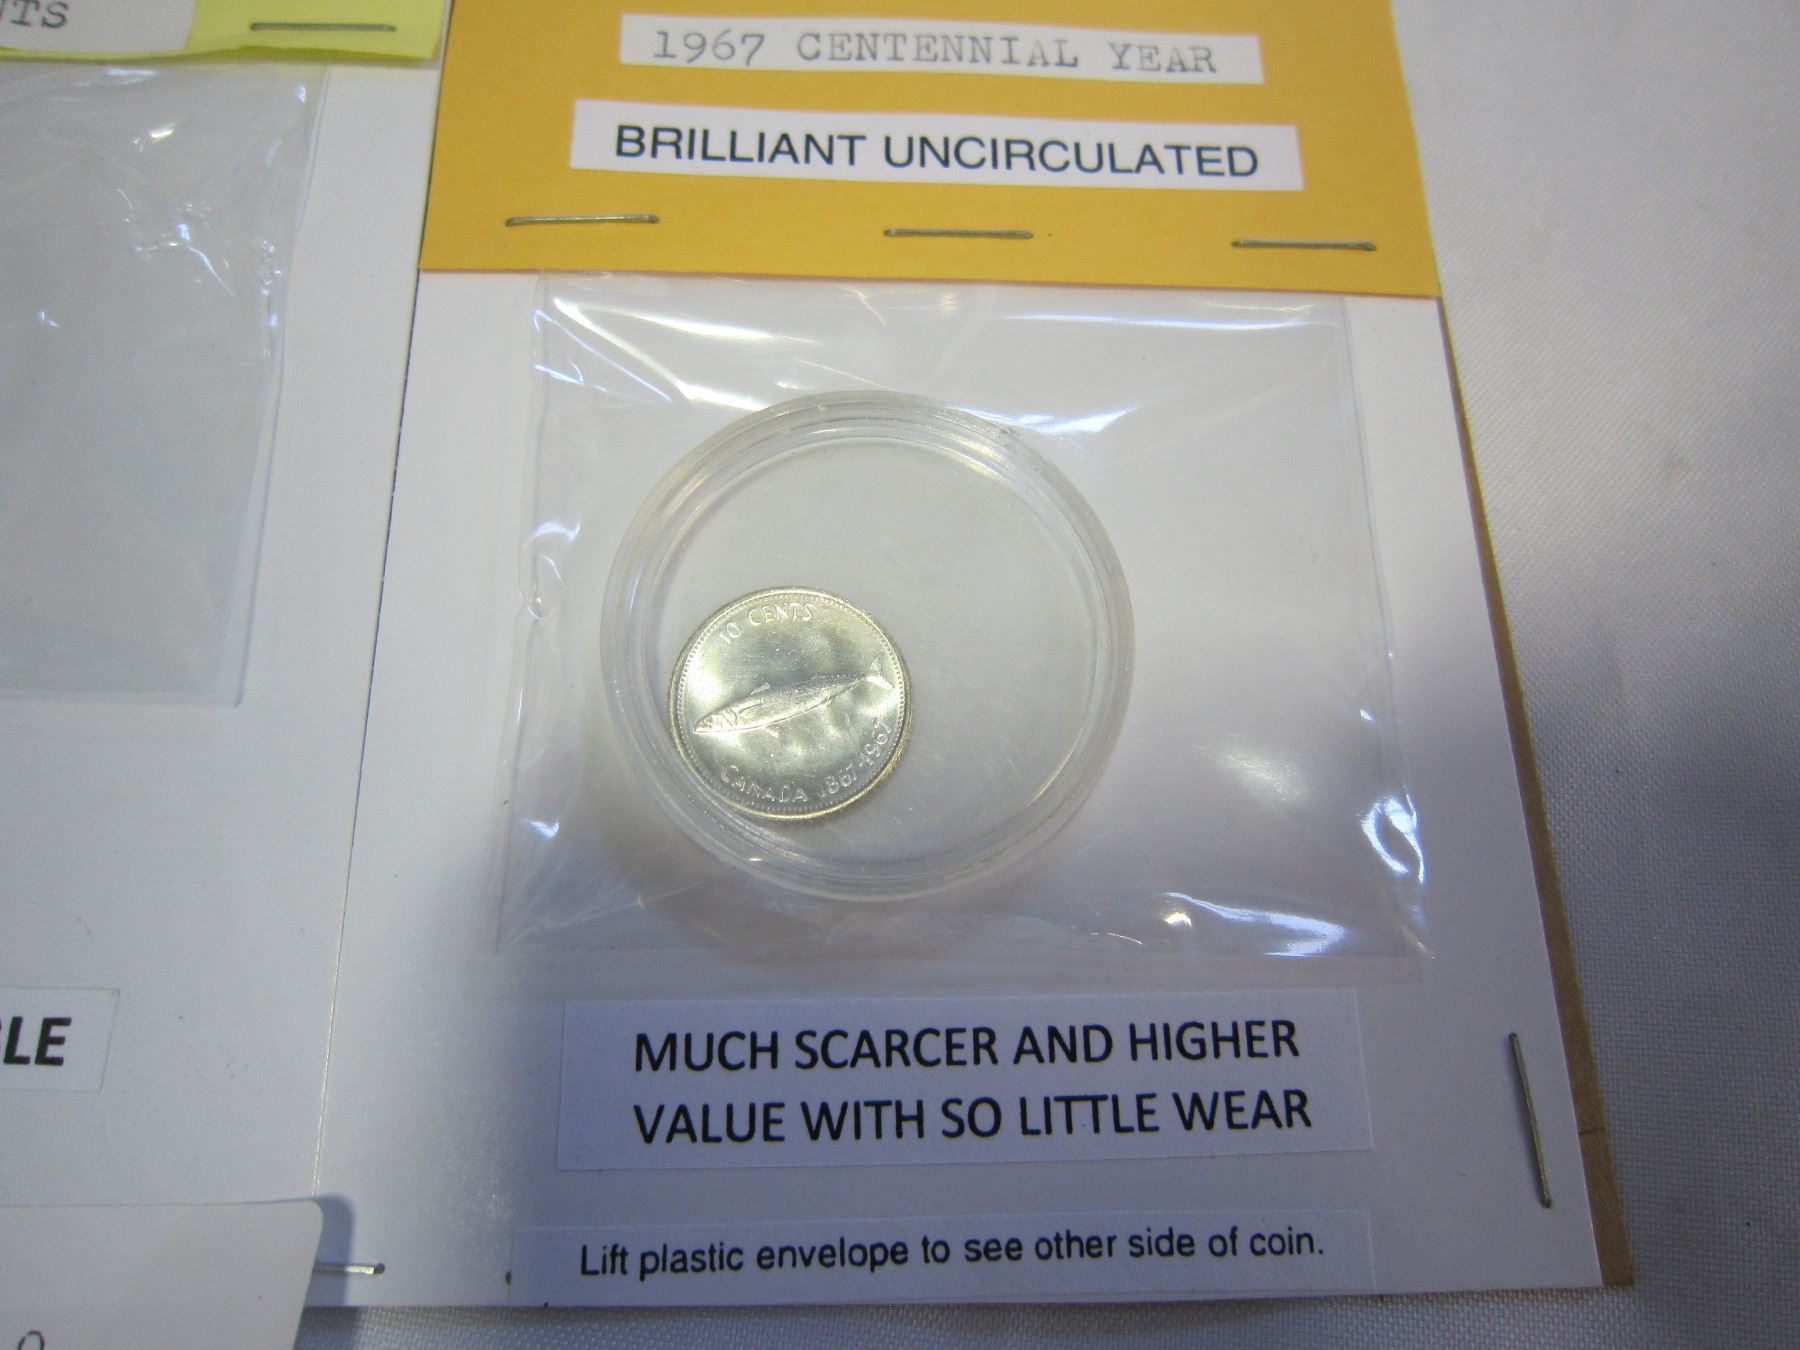 1967 CENTENNIAL YEAR
BRILLIANT UNCIRCULATED
10 CENTS
CANADA 1867-1967
MUCH SCARCER AND HIGHER
VALUE WITH SO LITTLE WEAR
Lift plastic envelope to see other side of coin.